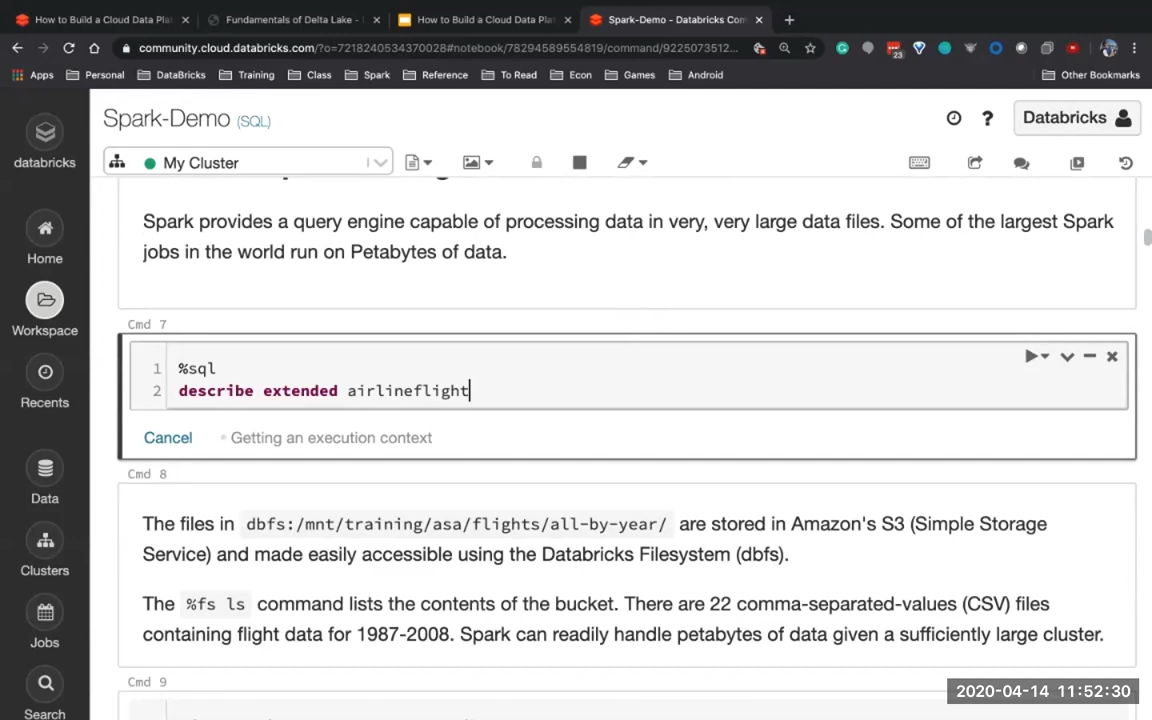 How to Build a Cloud Data Pla
Fundamentals of Delta Lake -
How to Build a Cloud Data Pla
Spark-Demo - Databricks Com
community.cloud.databricks.com/?o=7218240534370028#notebook/78294589554819/command/9225073512...
23
Apps
Personal
DataBricks
Training
Class
Spark
Reference
To Read
Econ
Games
Android
Other Bookmarks
Spark-Demo (SQL)
Databricks
My Cluster
databricks
Home
Workspace
Recents
Data
Clusters
Jobs
Search
Spark provides a query engine capable of processing data in very, very large data files. Some of the largest Spark
jobs in the world run on Petabytes of data.
Cmd 7
1 %sql
2 describe extended airlineflight
Cancel Getting an execution context
Cmd 8
The files in dbfs:/mnt/training/asa/flights/all-by-year/ are stored in Amazon's S3 (Simple Storage
Service) and made easily accessible using the Databricks Filesystem (dbfs).
The %fs ls command lists the contents of the bucket. There are 22 comma-separated-values (CSV) files
containing flight data for 1987-2008. Spark can readily handle petabytes of data given a sufficiently large cluster.
Cmd 9
2020-04-14 11:52:30